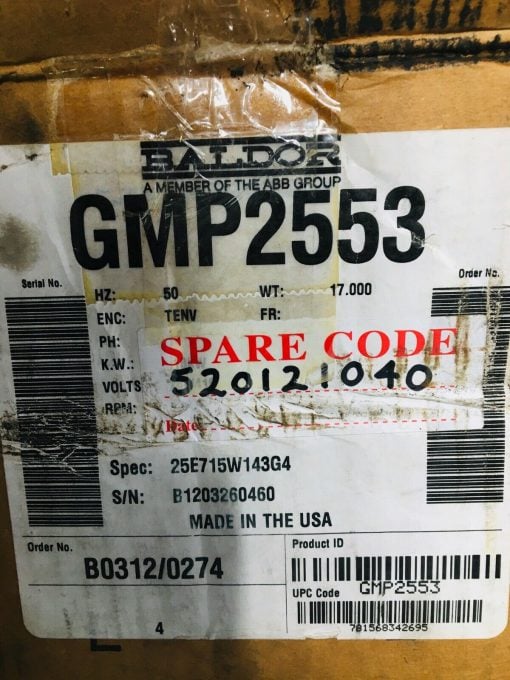 BALDOR
A MEMBER OF THE ABB GROUP
GMP2553
Serial No.
Order No.
HZ: 50 WT: 17.000
ENC: TENV FR:
PH:
K.W.:
VOLTS
RPM:
SPARE CODE
520121040
Date
Spec: 25E715W143G4
S/N: B1203260460
MADE IN THE USA
Order No.
B0312/0274
4
Product ID
GMP2553
UPC Code
781568342695